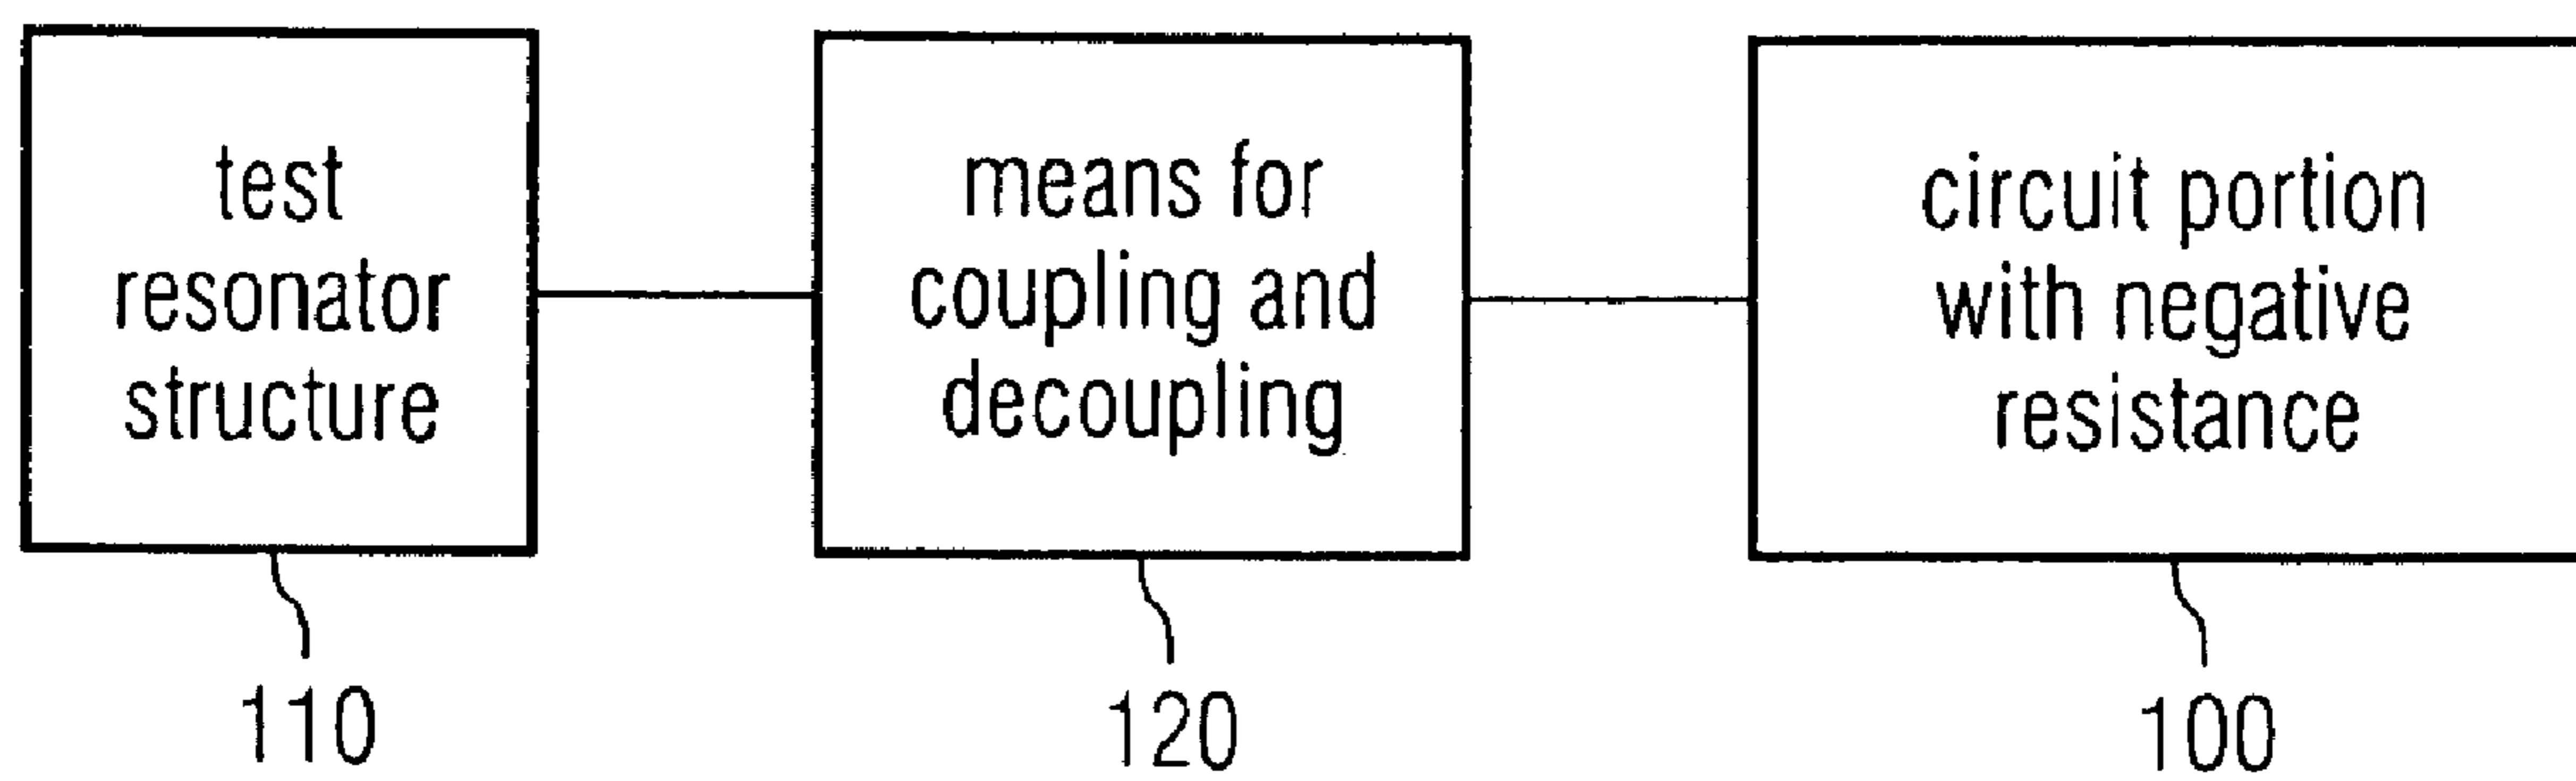 test
resonator
structure
means for
coupling and
decoupling
circuit portion
with negative
resistance
110
120
100